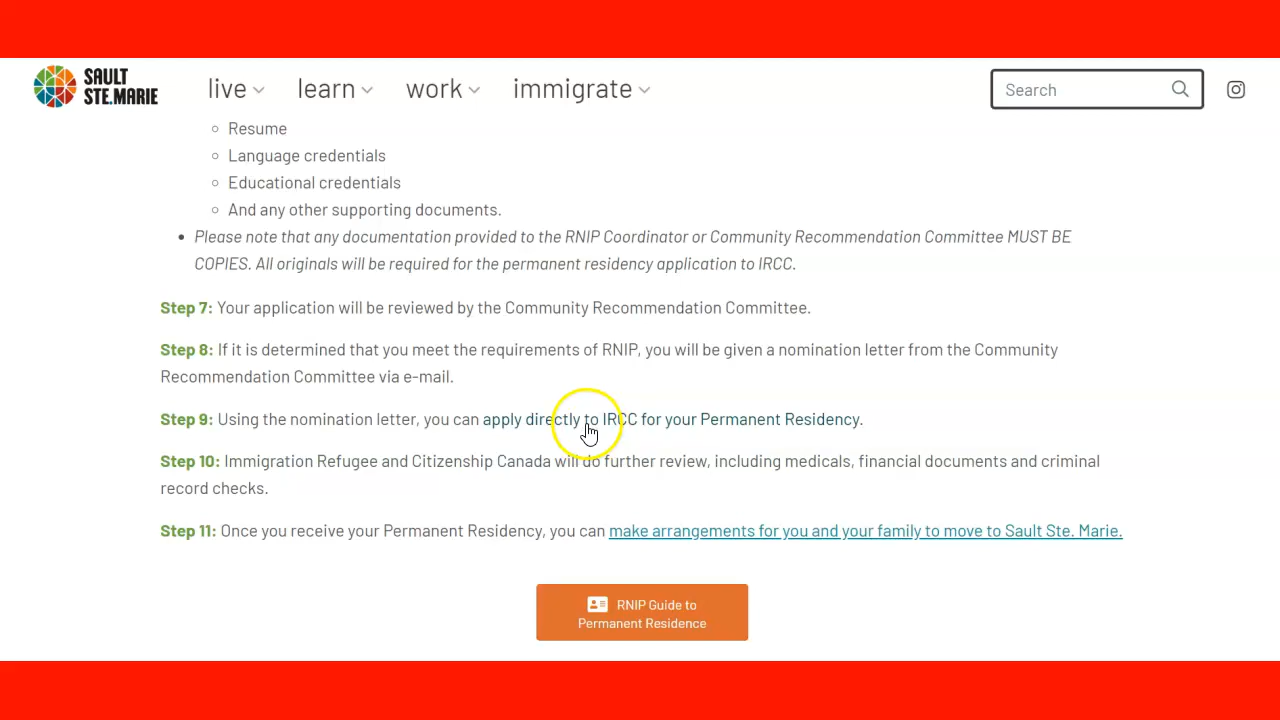 SAULT
STE.MARIE
live learn work immigrate Search
Resume
Language credentials
Educational credentials
And any other supporting documents.
Please note that any documentation provided to the RNIP Coordinator or Community Recommendation Committee MUST BE
COPIES. All originals will be required for the permanent residency application to IRCC.
Step 7: Your application will be reviewed by the Community Recommendation Committee.
Step 8: If it is determined that you meet the requirements of RNIP, you will be given a nomination letter from the Community
Recommendation Committee via e-mail.
Step 9: Using the nomination letter, you can apply directly to IRCC for your Permanent Residency.
Step 10: Immigration Refugee and Citizenship Canada will do further review, including medicals, financial documents and criminal
record checks.
Step 11: Once you receive your Permanent Residency, you can make arrangements for you and your family to move to Sault Ste. Marie.
RNIP Guide to
Permanent Residence